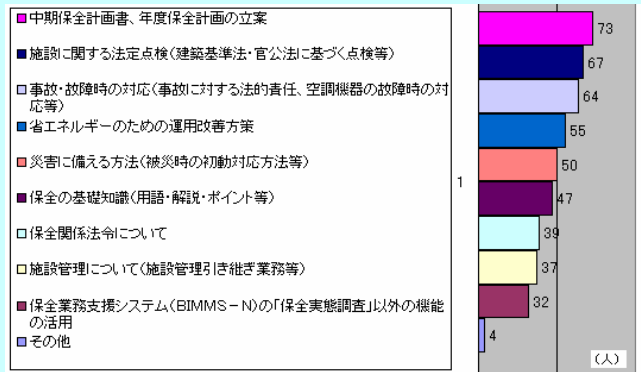 中期保全計画書、年度保全計画の立案
施設に関する法定点検(建築基準法・官公法に基づく点検等)
事故・故障時の対応(事故に対する法的責任、空調機器の故障時の対
応等)
省エネルギーのための運用改善方策
災害に備える方法(被災時の初動対応方法等)
保全の基礎知識(用語・解説・ポイント等)
保全関係法令について
施設管理について(施設管理引き継ぎ業務等)
保全業務支援システム(BIMMS-N)の「保全実態調査」以外の機能
の活用
その他
1
73
67
64
55
50
47
39
37
32
4
(人)